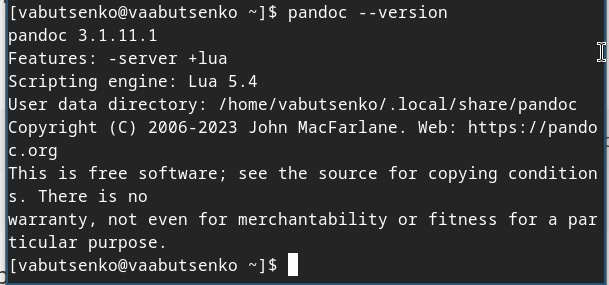 [vabutsenko@vaabutsenko ~]$ pandoc --version
pandoc 3.1.11.1
Features: -server +lua
Scripting engine: Lua 5.4
User data directory: /home/vabutsenko/.local/share/pandoc
Copyright (C) 2006-2023 John MacFarlane. Web: https://pando
c.org
This is free software; see the source for copying condition
s. There is no
warranty, not even for merchantability or fitness for a par
ticular purpose.
[vabutsenko@vaabutsenko ~]$